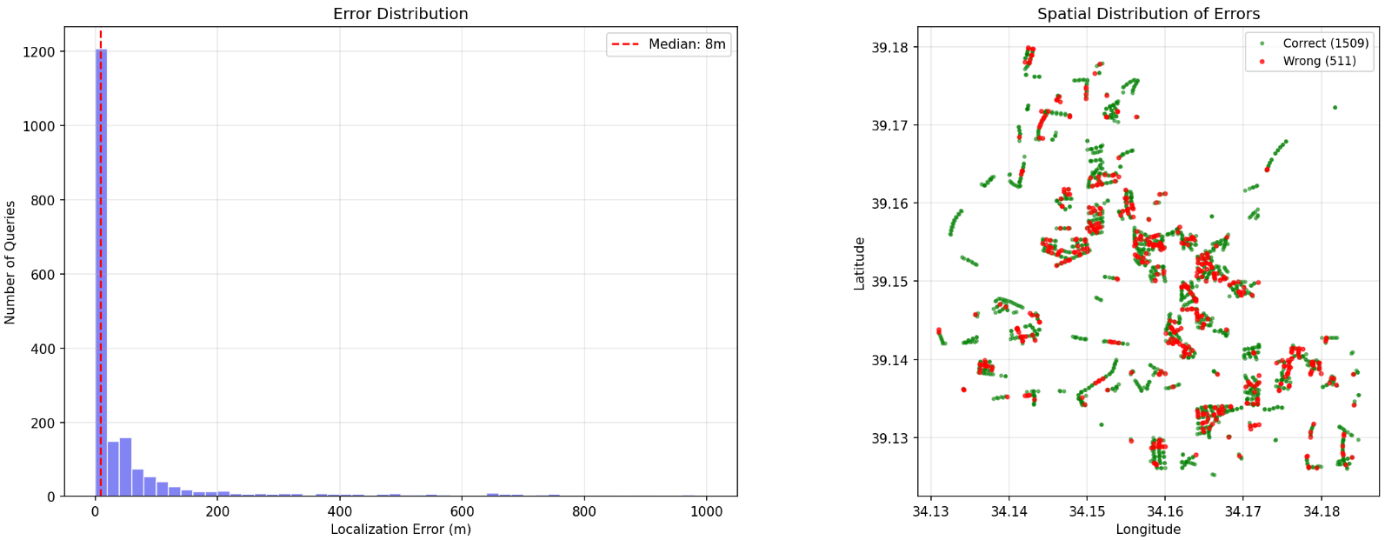 Error Distribution
Median: 8m
Number of Queries
1200
1000
800
600
400
200
0
0 200 400 600 800 1000
Localization Error (m)
Spatial Distribution of Errors
Correct (1509)
Wrong (511)
Latitude
39.18
39.17
39.16
39.15
39.14
39.13
34.13 34.14 34.15 34.16 34.17 34.18
Longitude